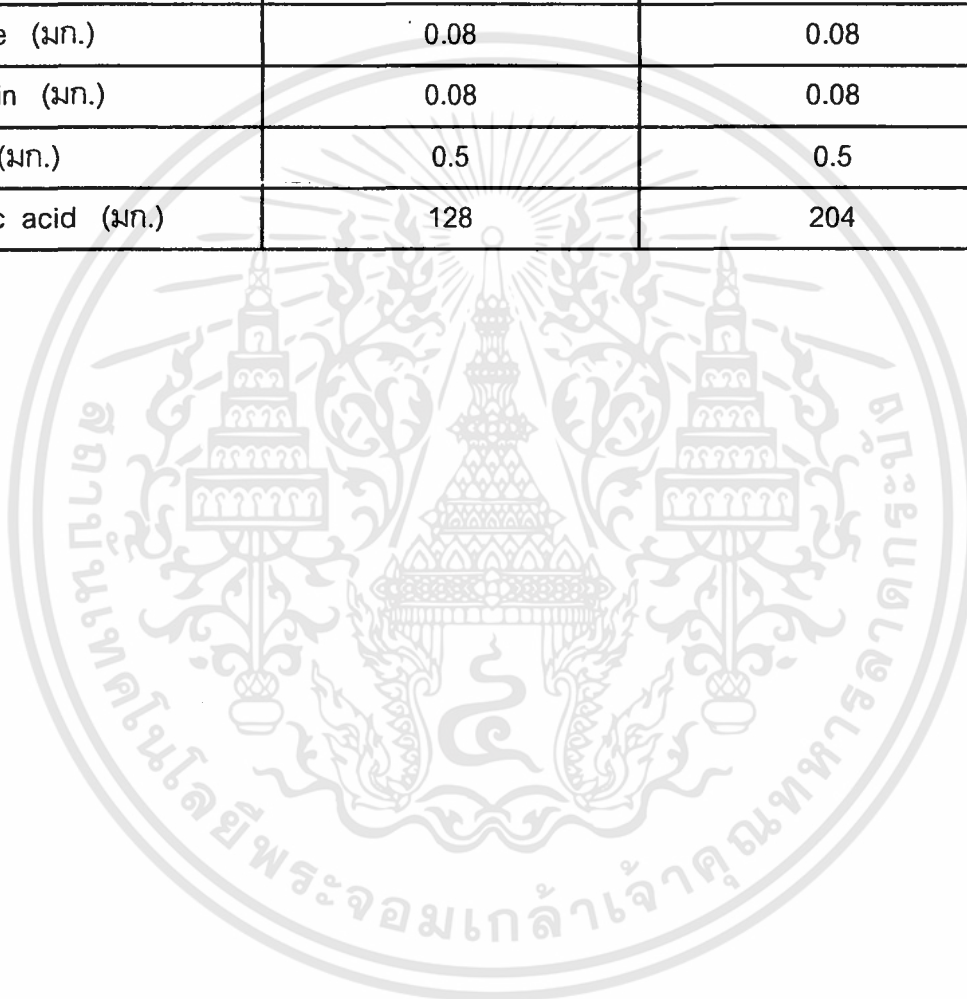 e (มก.) 0.08 0.08
in (มก.) 0.08 0.08
(มก.) 0.5 0.5
c acid (มก.) 128 204
สถาบันเทคโนโลยีพระจอมเกล้าเจ้าคุณทหารลาดกระบัง
๔